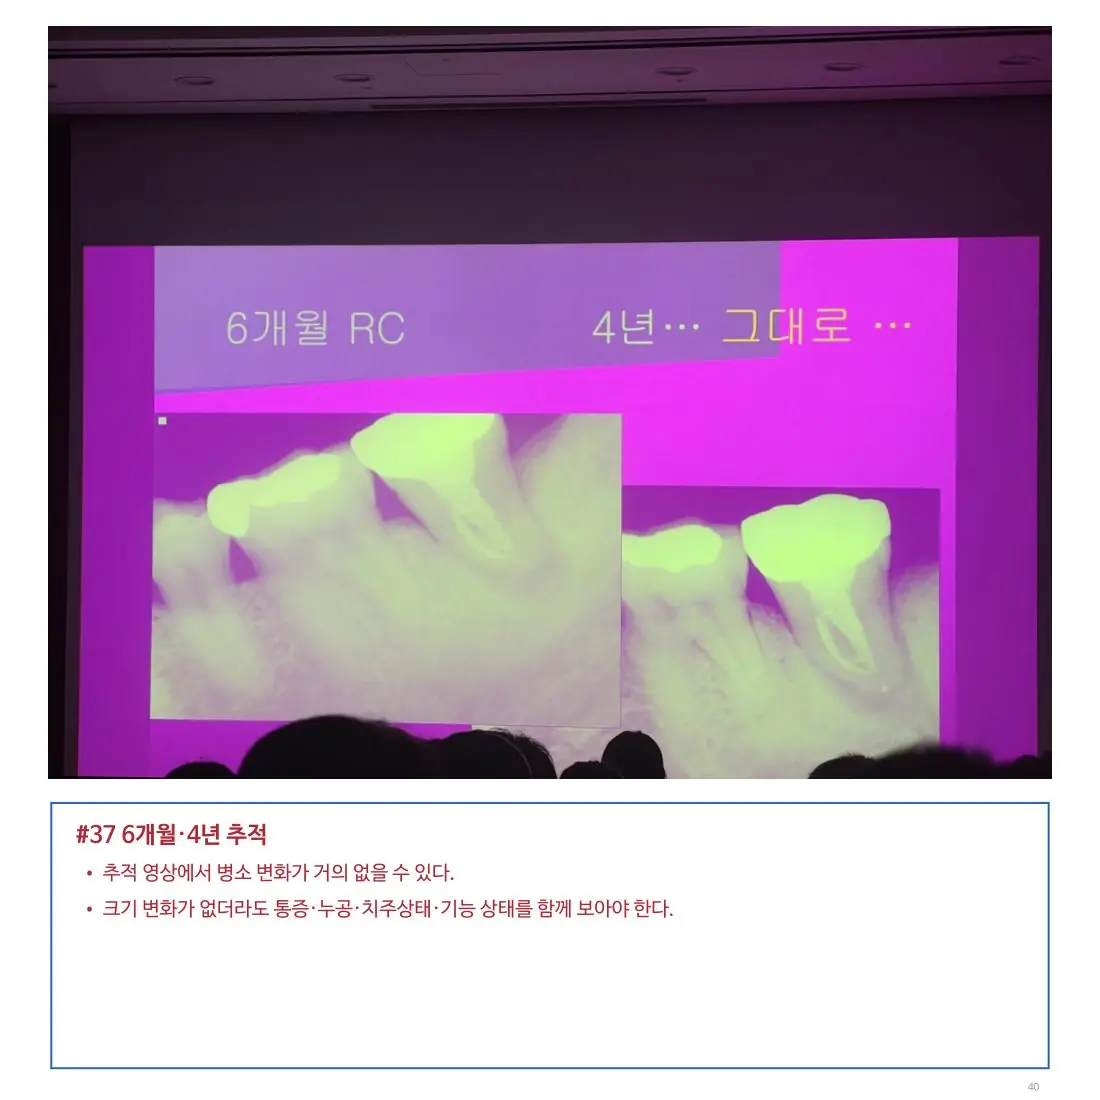 6개월 RC
4년… 그대로 …
#37 6개월·4년 추적
• 추적 영상에서 병소 변화가 거의 없을 수 있다.
• 크기 변화가 없더라도 통증·누공·치주상태·기능 상태를 함께 보아야 한다.
40